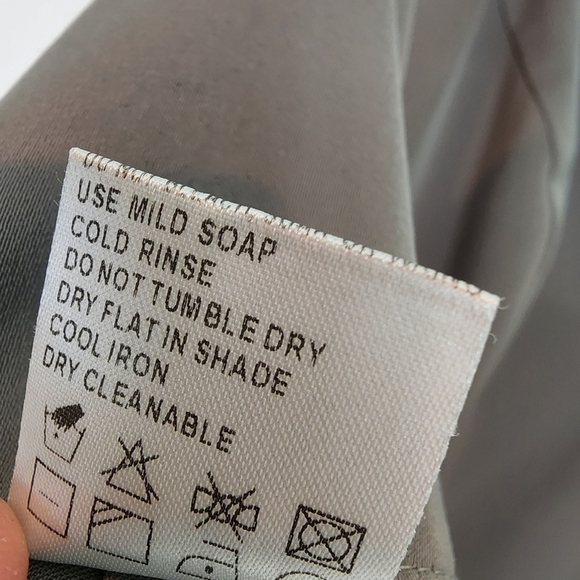 USE MILD SOAP
COLD RINSE
DO NOT TUMBLE DRY
DRY FLAT IN SHADE
COOL IRON
DRY CLEANABLE